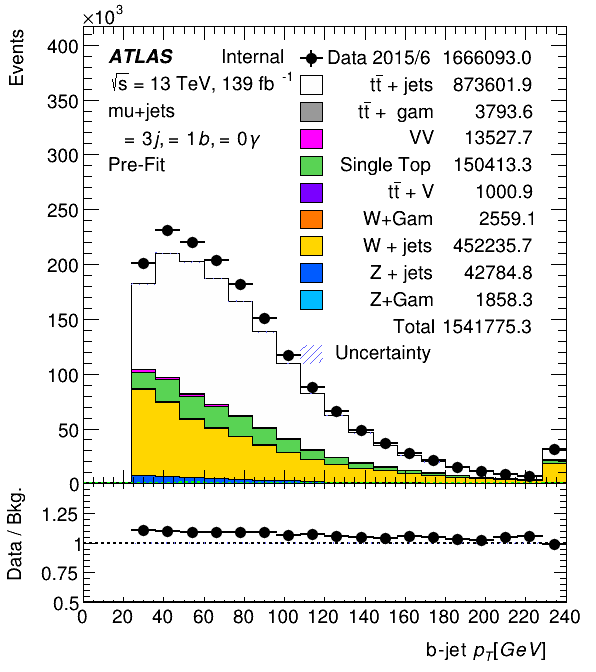 ×10³
Events
400
350
300
250
200
150
100
50
0
ATLAS Internal
√s = 13 TeV, 139 fb⁻¹
mu+jets
= 3j, = 1b, = 0γ
Pre-Fit
Data 2015/6 1666093.0
tt̄ + jets 873601.9
tt̄ + gam 3793.6
VV 13527.7
Single Top 150413.3
tt̄ + V 1000.9
W+Gam 2559.1
W + jets 452235.7
Z + jets 42784.8
Z+Gam 1858.3
Total 1541775.3
Uncertainty
Data / Bkg.
1.25
1
0.75
0.5
0 20 40 60 80 100 120 140 160 180 200 220 240
b-jet p_T[GeV]